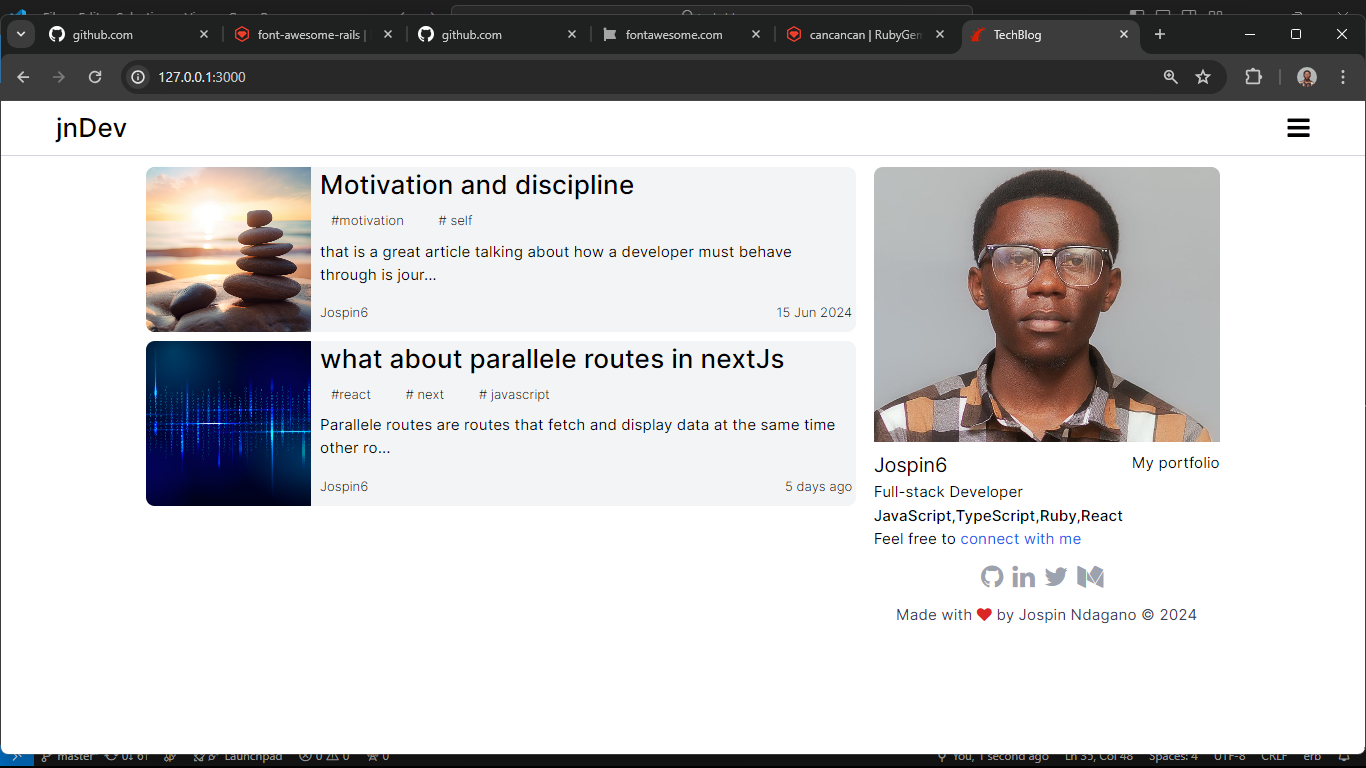 github.com
font-awesome-rails |
github.com
fontawesome.com
cancancan | RubyGem
TechBlog
127.0.0.1:3000
jnDev
Motivation and discipline
#motivation # self
that is a great article talking about how a developer must behave
through is jour...
Jospin6 15 Jun 2024
what about parallele routes in nextJs
#react # next # javascript
Parallele routes are routes that fetch and display data at the same time
other ro...
Jospin6 5 days ago
Jospin6 My portfolio
Full-stack Developer
JavaScript,TypeScript,Ruby,React
Feel free to connect with me
Made with ❤ by Jospin Ndagano © 2024
master Launchpad You, 1 second ago Ln 35, Col 48 Spaces: 4 UTF-8 CRLF erb